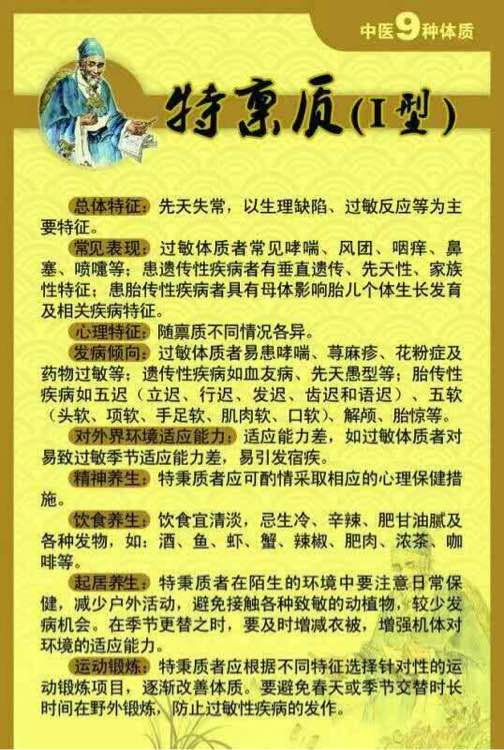 中医9种体质
特禀质(I型)
总体特征：先天失常，以生理缺陷、过敏反应等为主
要特征。
常见表现：过敏体质者常见哮喘、风团、咽痒、鼻
塞、喷嚏等；患遗传性疾病者有垂直遗传、先天性、家族
性特征；患胎传性疾病者具有母体影响胎儿个体生长发育
及相关疾病特征。
心理特征：随禀质不同情况各异。
发病倾向：过敏体质者易患哮喘、荨麻疹、花粉症及
药物过敏等；遗传性疾病如血友病、先天愚型等；胎传性
疾病如五迟（立迟、行迟、发迟、齿迟和语迟）、五软
（头软、项软、手足软、肌肉软、口软）、解颅、胎惊等。
对外界环境适应能力：适应能力差，如过敏体质者对
易致过敏季节适应能力差，易引发宿疾。
精神养生：特秉质者应可酌情采取相应的心理保健措
施。
饮食养生：饮食宜清淡，忌生冷、辛辣、肥甘油腻及
各种发物，如：酒、鱼、虾、蟹、辣椒、肥肉、浓茶、咖
啡等。
起居养生：特秉质者在陌生的环境中要注意日常保
健，减少户外活动，避免接触各种致敏的动植物，较少发
病机会。在季节更替之时，要及时增减衣被，增强机体对
环境的适应能力。
运动锻炼：特秉质者应根据不同特征选择针对性的运
动锻炼项目，逐渐改善体质。要避免春天或季节交替时长
时间在野外锻炼，防止过敏性疾病的发作。